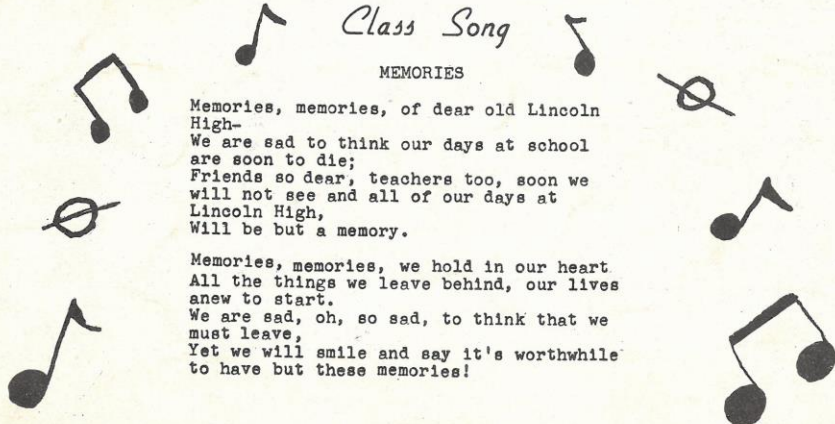 Class Song
MEMORIES
Memories, memories, of dear old Lincoln
High-
We are sad to think our days at school
are soon to die;
Friends so dear, teachers too, soon we
will not see and all of our days at
Lincoln High,
Will be but a memory.
Memories, memories, we hold in our heart
All the things we leave behind, our lives
anew to start.
We are sad, oh, so sad, to think that we
must leave,
Yet we will smile and say it's worthwhile
to have but these memories!